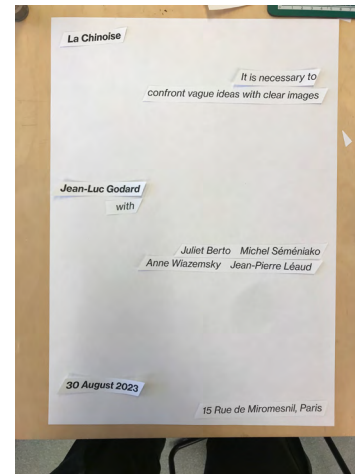 La Chinoise
It is necessary to
confront vague ideas with clear images
Jean-Luc Godard
with
Juliet Berto Michel Séméniako
Anne Wiazemsky Jean-Pierre Léaud
30 August 2023
15 Rue de Miromesnil, Paris